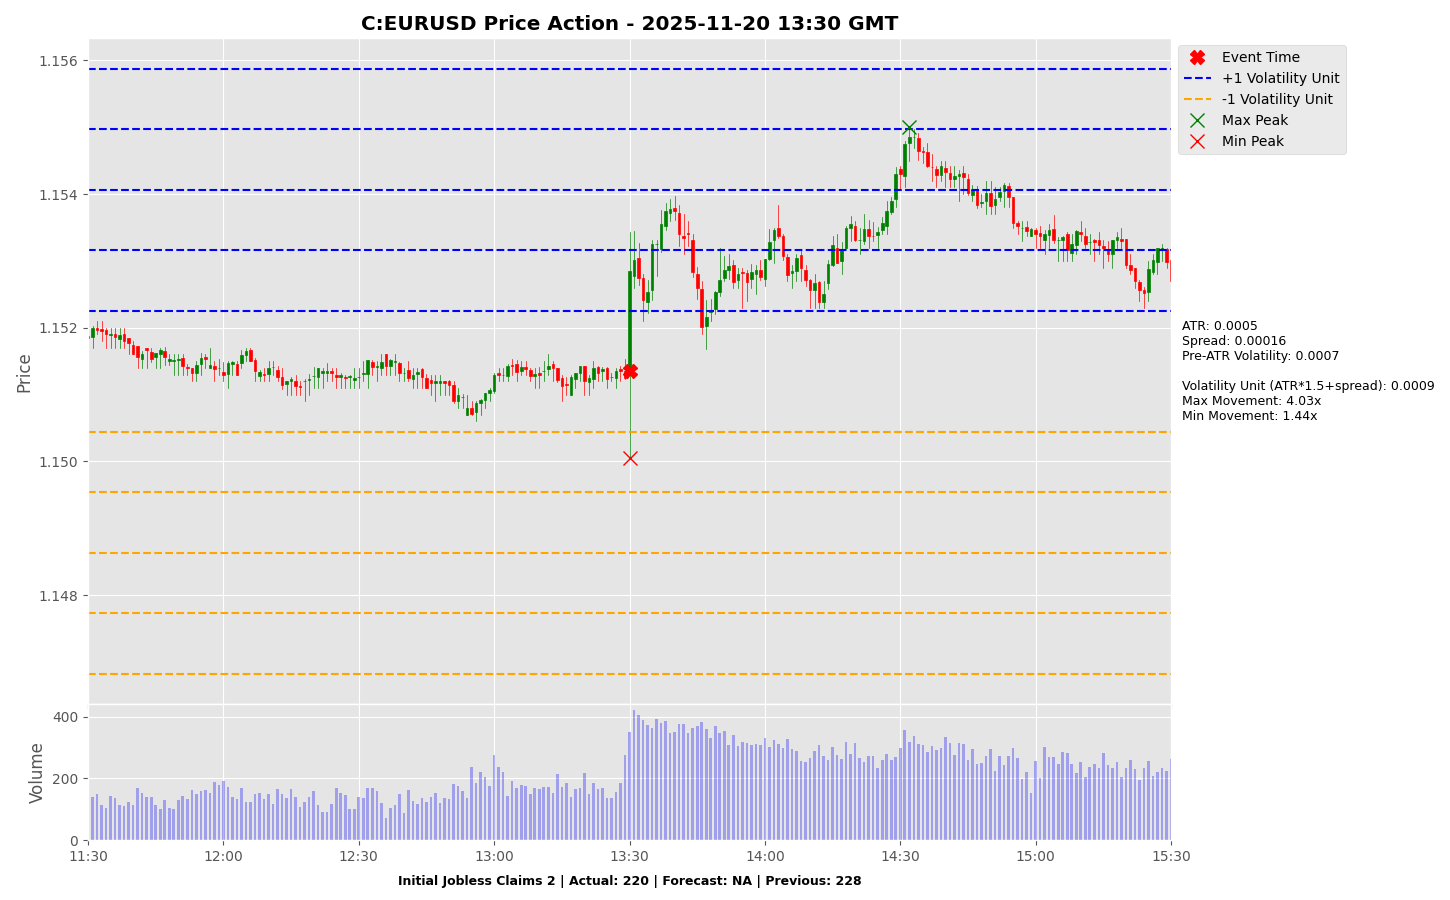 C:EURUSD Price Action - 2025-11-20 13:30 GMT
Event Time
+1 Volatility Unit
-1 Volatility Unit
Max Peak
Min Peak
Price
1.156
1.154
1.152
1.150
1.148
ATR: 0.0005
Spread: 0.00016
Pre-ATR Volatility: 0.0007
Volatility Unit (ATR*1.5+spread): 0.0009
Max Movement: 4.03x
Min Movement: 1.44x
Volume
400
200
0
11:30 12:00 12:30 13:00 13:30 14:00 14:30 15:00 15:30
Initial Jobless Claims 2 | Actual: 220 | Forecast: NA | Previous: 228